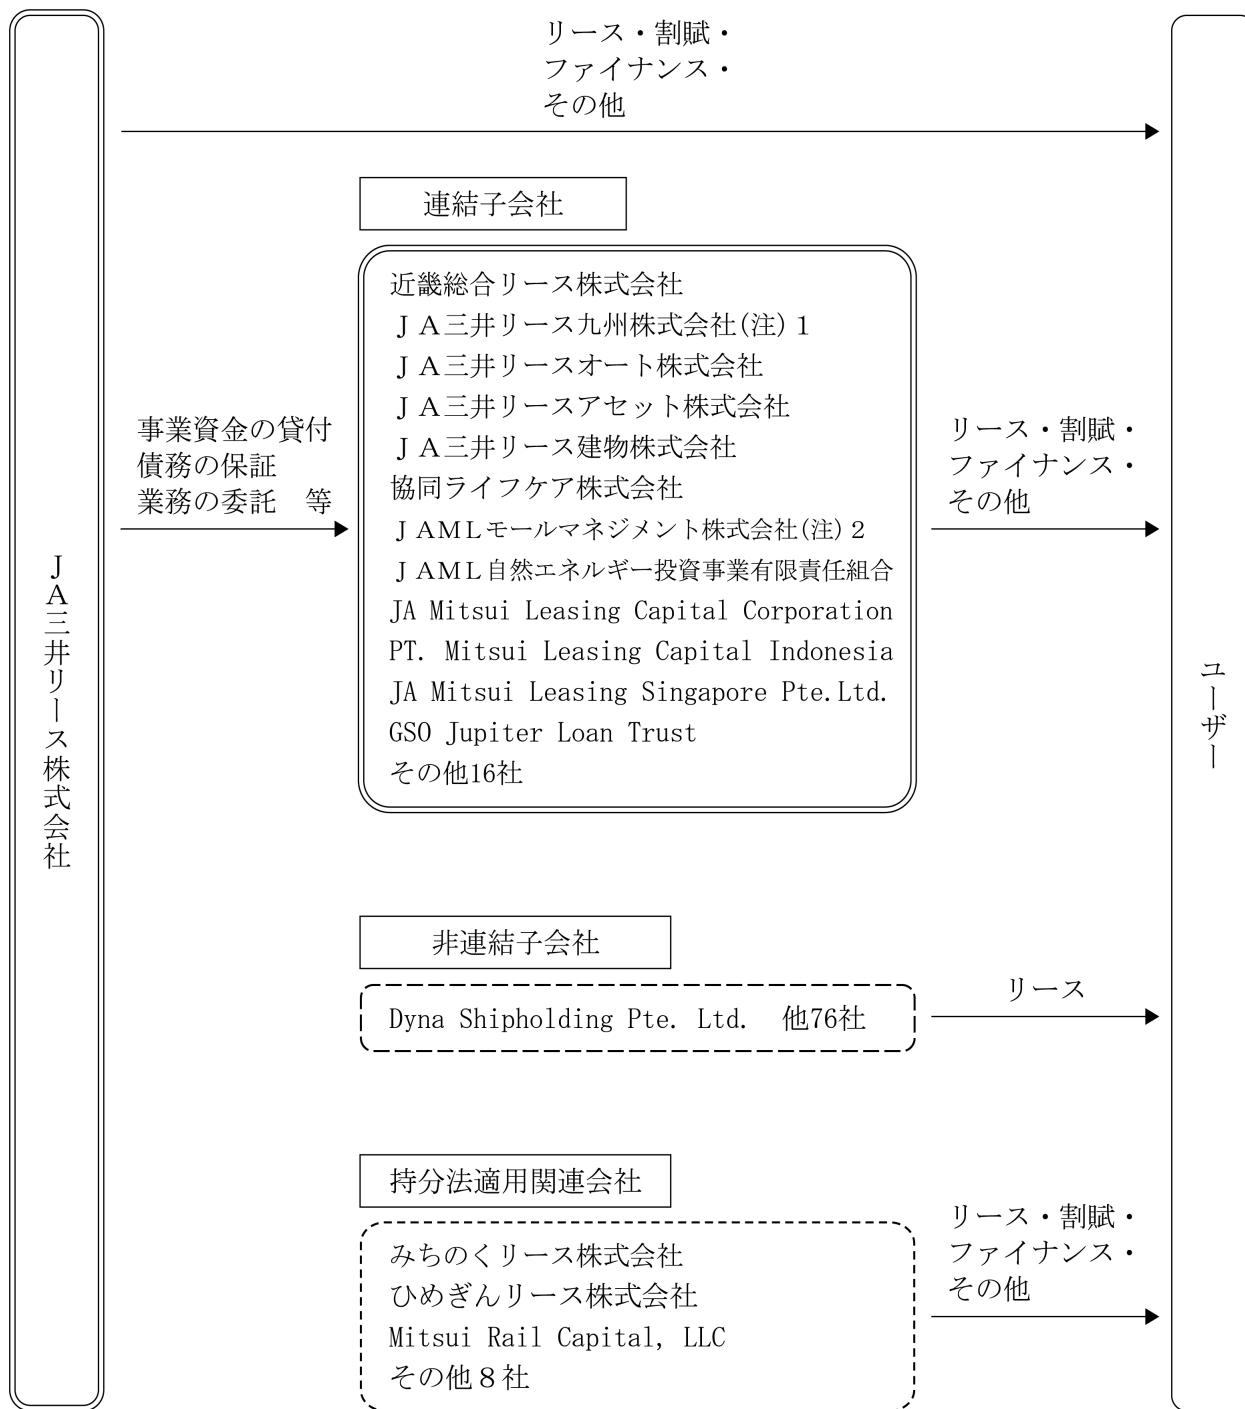 リース・割賦・
ファイナンス・
その他
連結子会社
近畿総合リース株式会社
ＪＡ三井リース九州株式会社(注)１
ＪＡ三井リースオート株式会社
ＪＡ三井リースアセット株式会社
ＪＡ三井リース建物株式会社
協同ライフケア株式会社
ＪＡＭＬモールマネジメント株式会社(注)２
ＪＡＭＬ自然エネルギー投資事業有限責任組合
JA Mitsui Leasing Capital Corporation
PT. Mitsui Leasing Capital Indonesia
JA Mitsui Leasing Singapore Pte.Ltd.
GSO Jupiter Loan Trust
その他16社
事業資金の貸付
債務の保証
業務の委託　等
リース・割賦・
ファイナンス・
その他
ＪＡ三井リース株式会社
ユーザー
非連結子会社
Dyna Shipholding Pte. Ltd.　他76社
リース
持分法適用関連会社
みちのくリース株式会社
ひめぎんリース株式会社
Mitsui Rail Capital, LLC
その他８社
リース・割賦・
ファイナンス・
その他